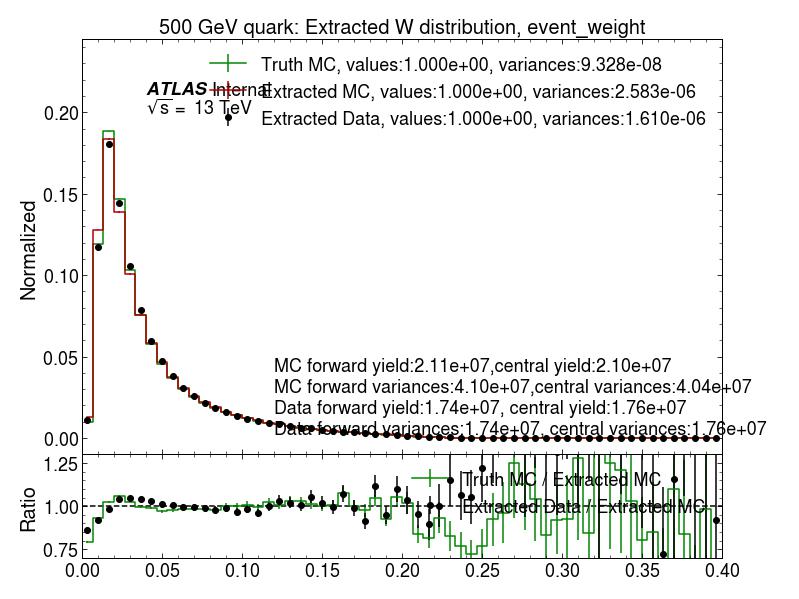 500 GeV quark: Extracted W distribution, event_weight
Truth MC, values:1.000e+00, variances:9.328e-08
ATLAS Internal
Extracted MC, values:1.000e+00, variances:2.583e-06
√s = 13 TeV
Extracted Data, values:1.000e+00, variances:1.610e-06
Normalized
0.20
0.15
0.10
0.05
0.00
MC forward yield:2.11e+07,central yield:2.10e+07
MC forward variances:4.10e+07,central variances:4.04e+07
Data forward yield:1.74e+07, central yield:1.76e+07
Data forward variances:1.74e+07, central variances:1.76e+07
Ratio
1.25
1.00
0.75
Truth MC / Extracted MC
Extracted Data / Extracted MC
0.00 0.05 0.10 0.15 0.20 0.25 0.30 0.35 0.40